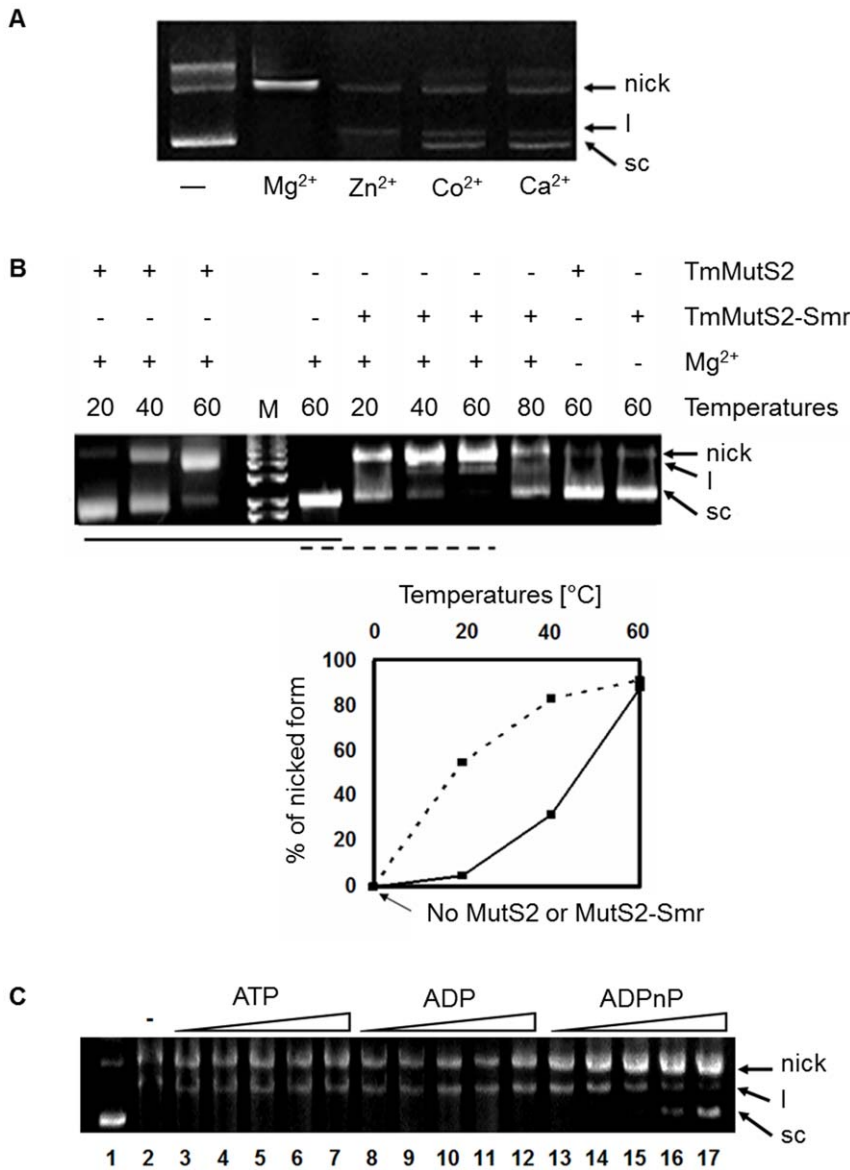 A
nick
l
sc
— Mg²⁺ Zn²⁺ Co²⁺ Ca²⁺
B
+ + + - - - - - + - TmMutS2
- - - - + + + + - + TmMutS2-Smr
+ + + + + + + + - - Mg²⁺
20 40 60 M 60 20 40 60 80 60 60 Temperatures
nick
l
sc
Temperatures [°C]
0 20 40 60
100
80
60
40
20
0
% of nicked form
No MutS2 or MutS2-Smr
C
- ATP ADP ADPnP
nick
l
sc
1 2 3 4 5 6 7 8 9 10 11 12 13 14 15 16 17